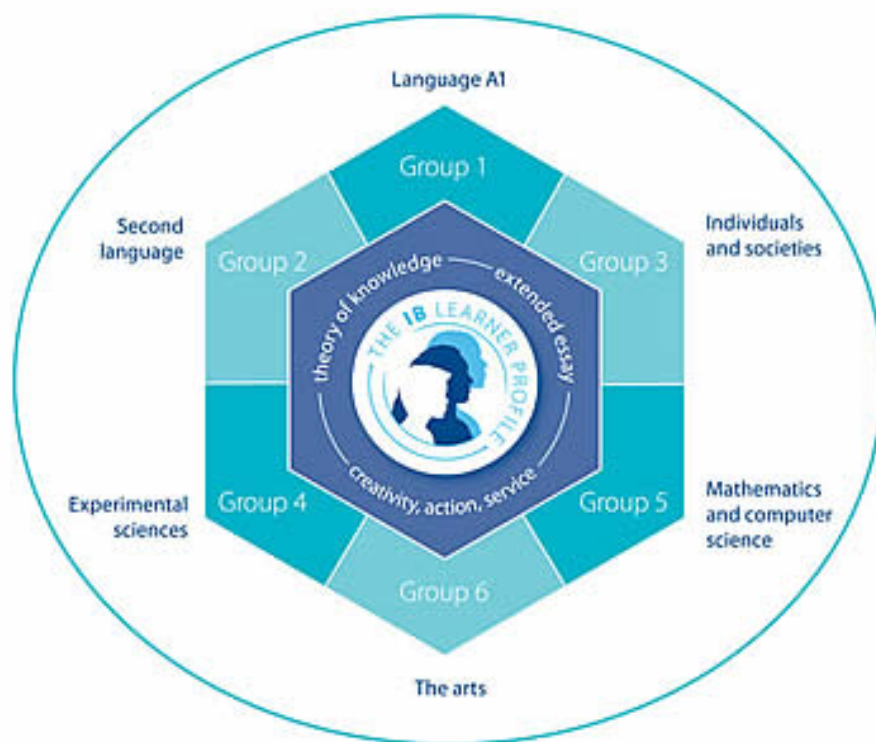 Language A1
Group 1
Second
language
Group 2
Group 3
Individuals
and societies
theory of knowledge
extended essay
THE IB LEARNER PROFILE
creativity, action, service
Experimental
sciences
Group 4
Group 5
Mathematics
and computer
science
Group 6
The arts